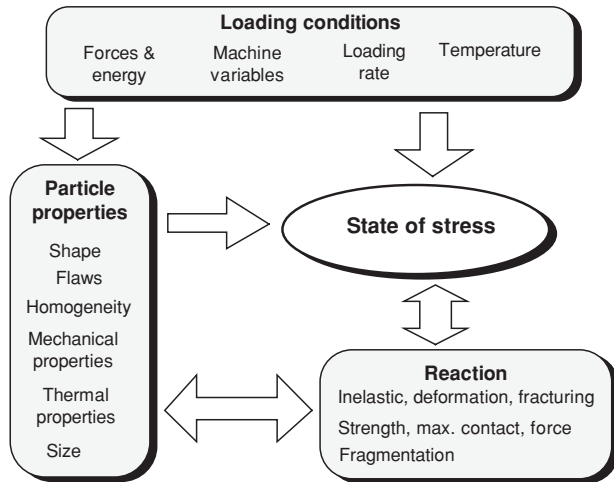 Loading conditions
Forces &
energy
Machine
variables
Loading
rate
Temperature
Particle
properties
Shape
Flaws
Homogeneity
Mechanical
properties
Thermal
properties
Size
State of stress
Reaction
Inelastic, deformation, fracturing
Strength, max. contact, force
Fragmentation